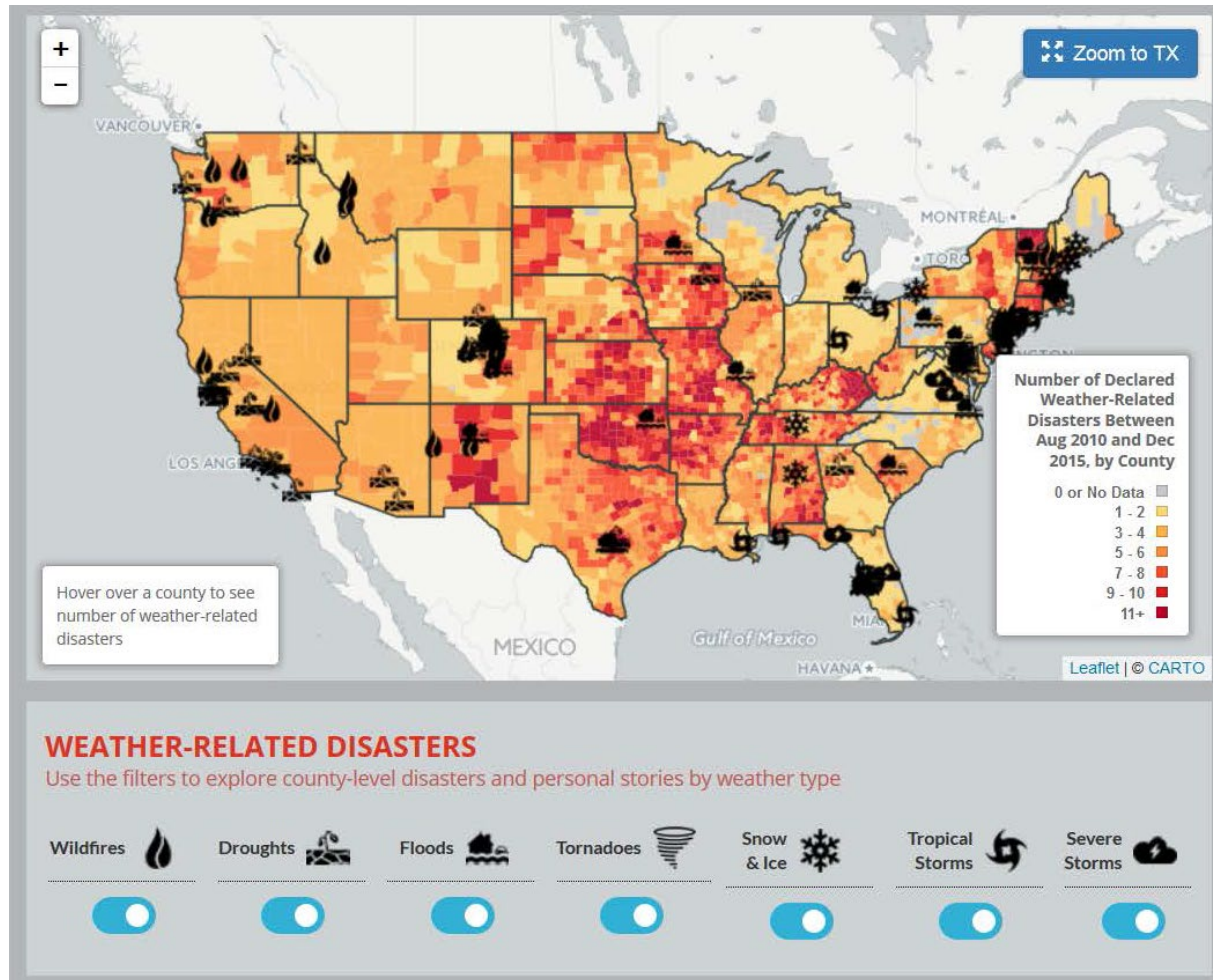 +
−
Zoom to TX
VANCOUVER
MONTRÉAL
TORO
LOS ANG
MEXICO
Gulf of Mexico
MIA
HAVANA
Number of Declared
Weather-Related
Disasters Between
Aug 2010 and Dec
2015, by County
0 or No Data
1 - 2
3 - 4
5 - 6
7 - 8
9 - 10
11+
Hover over a county to see
number of weather-related
disasters
Leaflet | © CARTO
WEATHER-RELATED DISASTERS
Use the filters to explore county-level disasters and personal stories by weather type
Wildfires
Droughts
Floods
Tornadoes
Snow
& Ice
Tropical
Storms
Severe
Storms